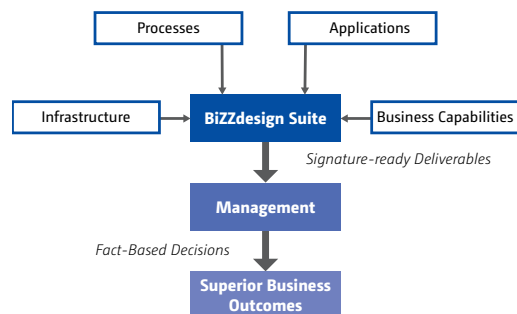 Processes
Applications
Infrastructure
BiZZdesign Suite
Business Capabilities
Signature-ready Deliverables
Management
Fact-Based Decisions
Superior Business
Outcomes